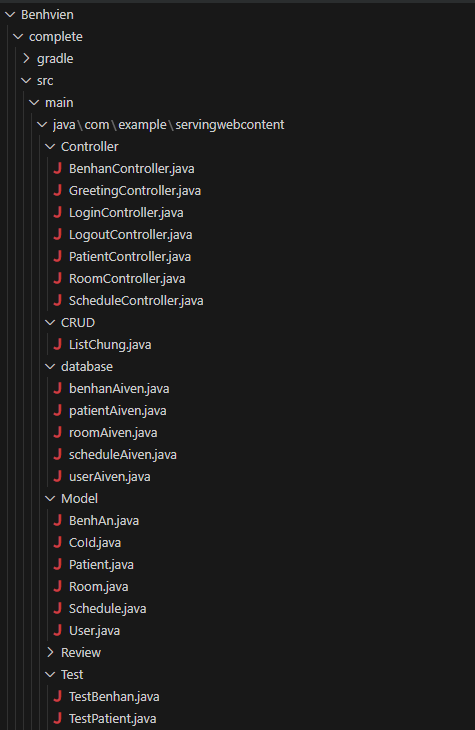 Benhvien
complete
gradle
src
main
java\com\example\servingwebcontent
Controller
BenhanController.java
GreetingController.java
LoginController.java
LogoutController.java
PatientController.java
RoomController.java
ScheduleController.java
CRUD
ListChung.java
database
benhanAiven.java
patientAiven.java
roomAiven.java
scheduleAiven.java
userAiven.java
Model
BenhAn.java
CoId.java
Patient.java
Room.java
Schedule.java
User.java
Review
Test
TestBenhan.java
TestPatient.java